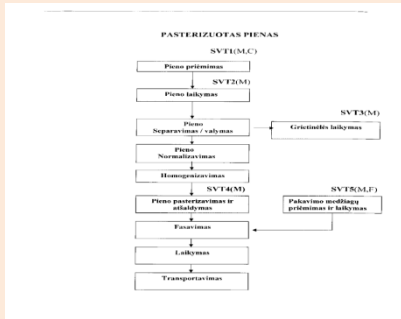 PASTERIZUOTAS PIENAS
SVT1(M,C)
Pieno priėmimas
SVT2(M)
Pieno laikymas
SVT3(M)
Pieno
Separavimas / valymas
Grietinėlės laikymas
Pieno
Normalizavimas
Homogenizavimas
SVT4(M)
SVT5(M,F)
Pieno pasterizavimas ir
atšaldymas
Pakavimo medžiagų
priėmimas ir laikymas
Fasavimas
Laikymas
Transportavimas